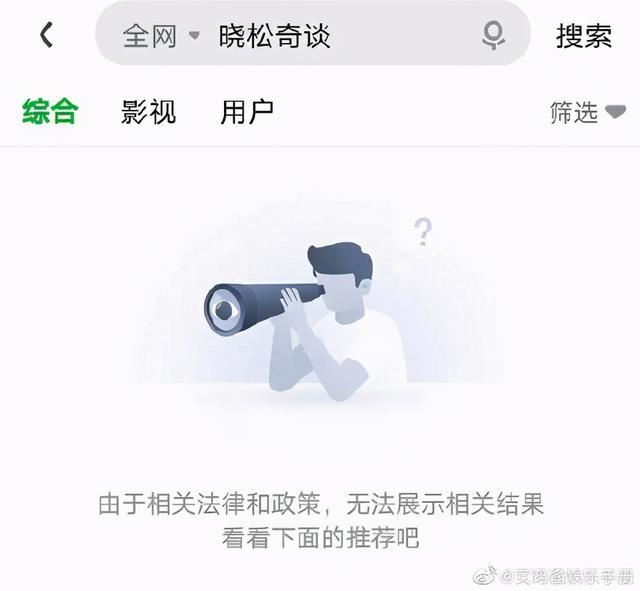 全网 晓松奇谈 搜索
综合 影视 用户 筛选
?
由于相关法律和政策，无法展示相关结果
看看下面的推荐吧
@黄鸡酱娱乐手册